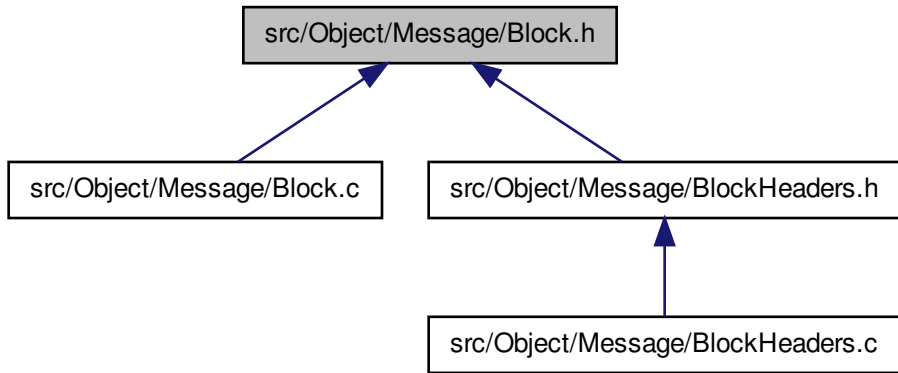 src/Object/Message/Block.h
src/Object/Message/Block.c
src/Object/Message/BlockHeaders.h
src/Object/Message/BlockHeaders.c